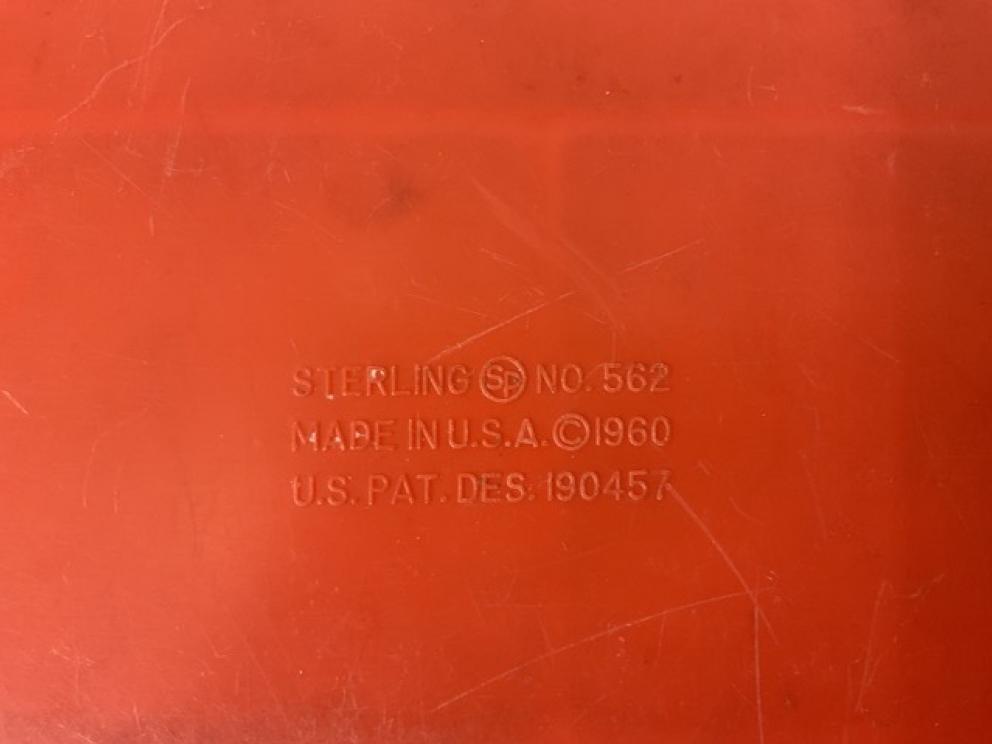 STERLING SP NO. 562
MADE IN U.S.A. ©1960
U.S. PAT. DES. 190457